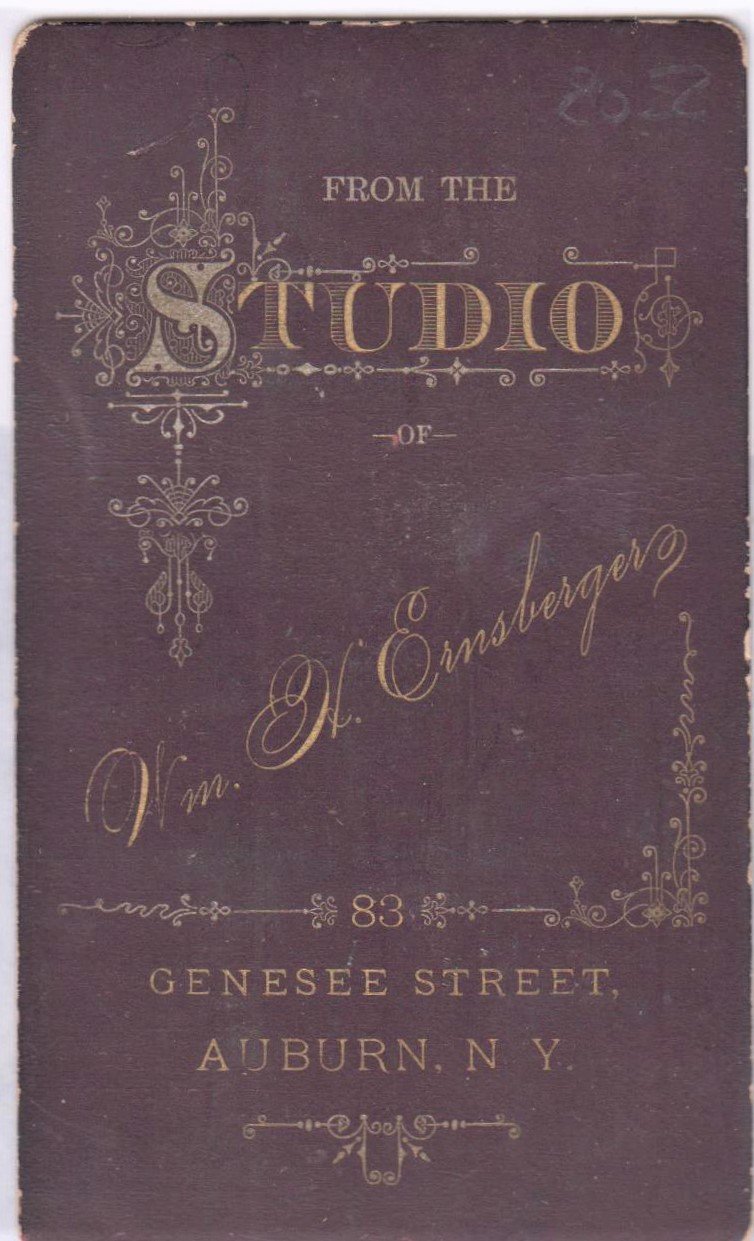 FROM THE
STUDIO
—OF—
Wm. H. Ernsberger
83
GENESEE STREET,
AUBURN, N Y.